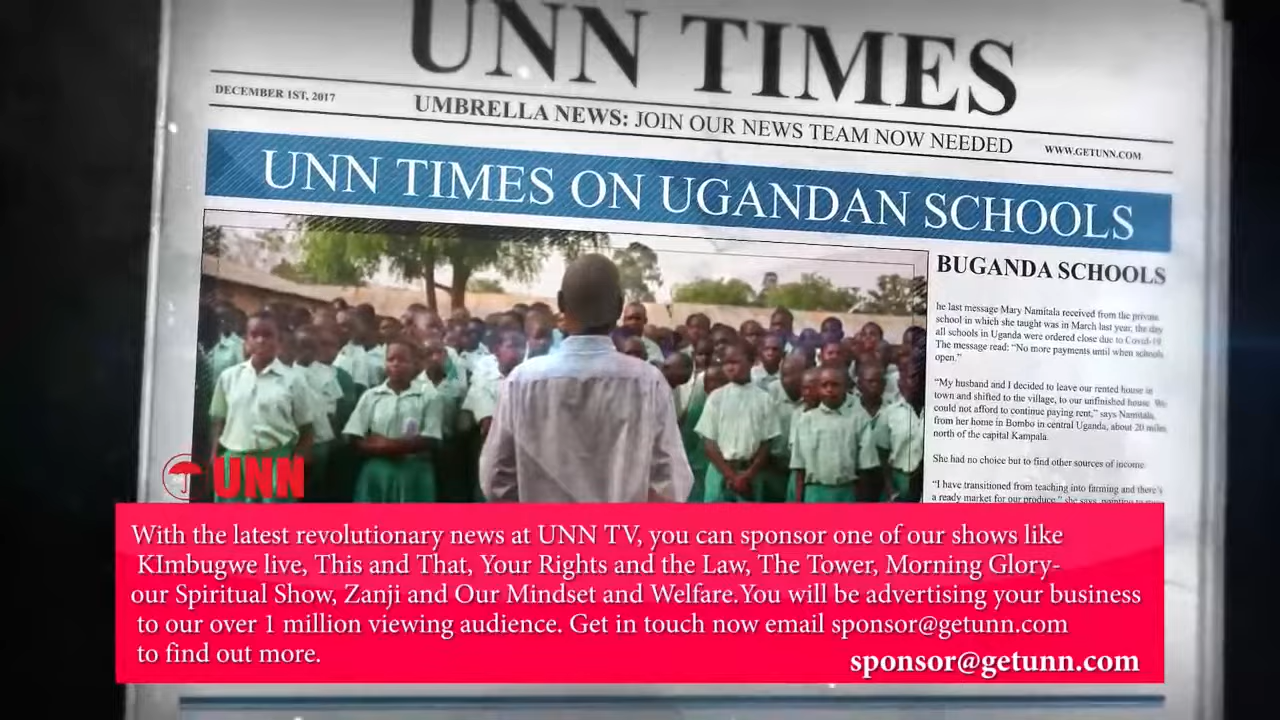 UNN TIMES
DECEMBER 1ST, 2017
UMBRELLA NEWS: JOIN OUR NEWS TEAM NOW NEEDED
WWW.GETUNN.COM
UNN TIMES ON UGANDAN SCHOOLS
BUGANDA SCHOOLS
he last message Mary Namitala received from the private
school in which she taught was in March last year, the day
all schools in Uganda were ordered close due to Covid-19.
The message read: “No more payments until when schools
open.”
“My husband and I decided to leave our rented house in
town and shifted to the village, to our unfinished house. We
could not afford to continue paying rent,” says Namitala,
from her home in Bombo in central Uganda, about 20 miles
north of the capital Kampala.
She had no choice but to find other sources of income.
“I have transitioned from teaching into farming and there’s
a ready market for our produce,” she says, pointing to
UNN
With the latest revolutionary news at UNN TV, you can sponsor one of our shows like
KImbugwe live, This and That, Your Rights and the Law, The Tower, Morning Glory-
our Spiritual Show, Zanji and Our Mindset and Welfare.You will be advertising your business
to our over 1 million viewing audience. Get in touch now email sponsor@getunn.com
to find out more.
sponsor@getunn.com